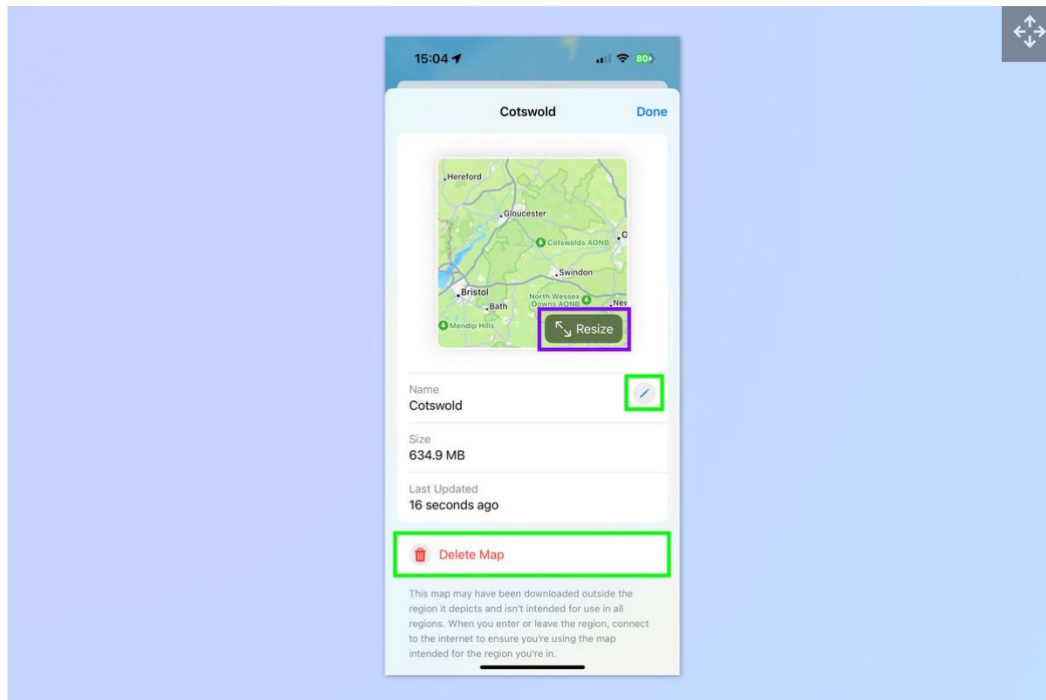 15:04
80
Cotswold
Done
Hereford
Gloucester
Cotswolds AONB
O
Swindon
Bristol
North Wessex
Downs AONB
Bath
New
Mendip Hills
Resize
Name
Cotswold
Size
634.9 MB
Last Updated
16 seconds ago
Delete Map
This map may have been downloaded outside the
region it depicts and isn't intended for use in all
regions. When you enter or leave the region, connect
to the internet to ensure you're using the map
intended for the region you're in.